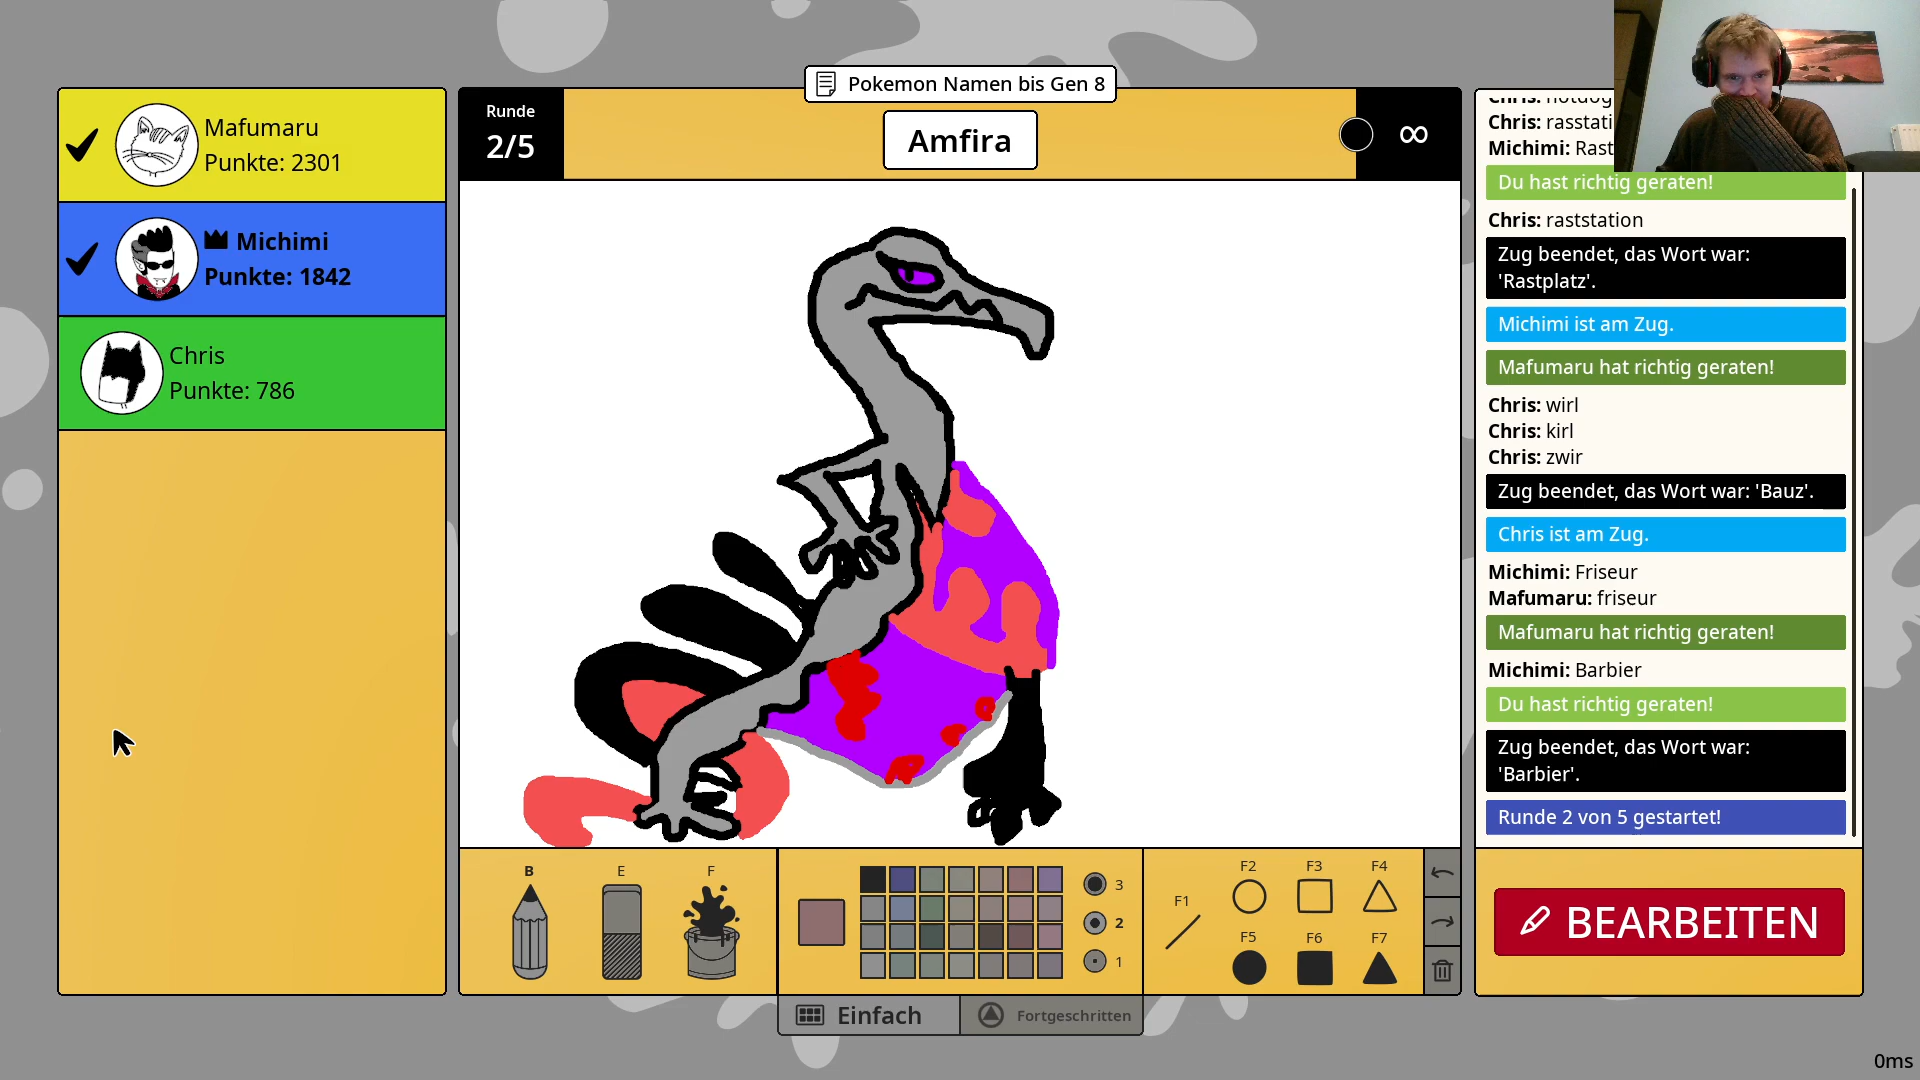 Pokemon Namen bis Gen 8
Runde
2/5
Amfira
∞
Mafumaru
Punkte: 2301
Michimi
Punkte: 1842
Chris
Punkte: 786
Chris: hotdog
Chris: rasstati
Michimi: Rast
Du hast richtig geraten!
Chris: raststation
Zug beendet, das Wort war:
'Rastplatz'.
Michimi ist am Zug.
Mafumaru hat richtig geraten!
Chris: wirl
Chris: kirl
Chris: zwir
Zug beendet, das Wort war: 'Bauz'.
Chris ist am Zug.
Michimi: Friseur
Mafumaru: friseur
Mafumaru hat richtig geraten!
Michimi: Barbier
Du hast richtig geraten!
Zug beendet, das Wort war:
'Barbier'.
Runde 2 von 5 gestartet!
B E F
3
2
1
F1
F2 F3 F4
F5 F6 F7
BEARBEITEN
Einfach
Fortgeschritten
0ms